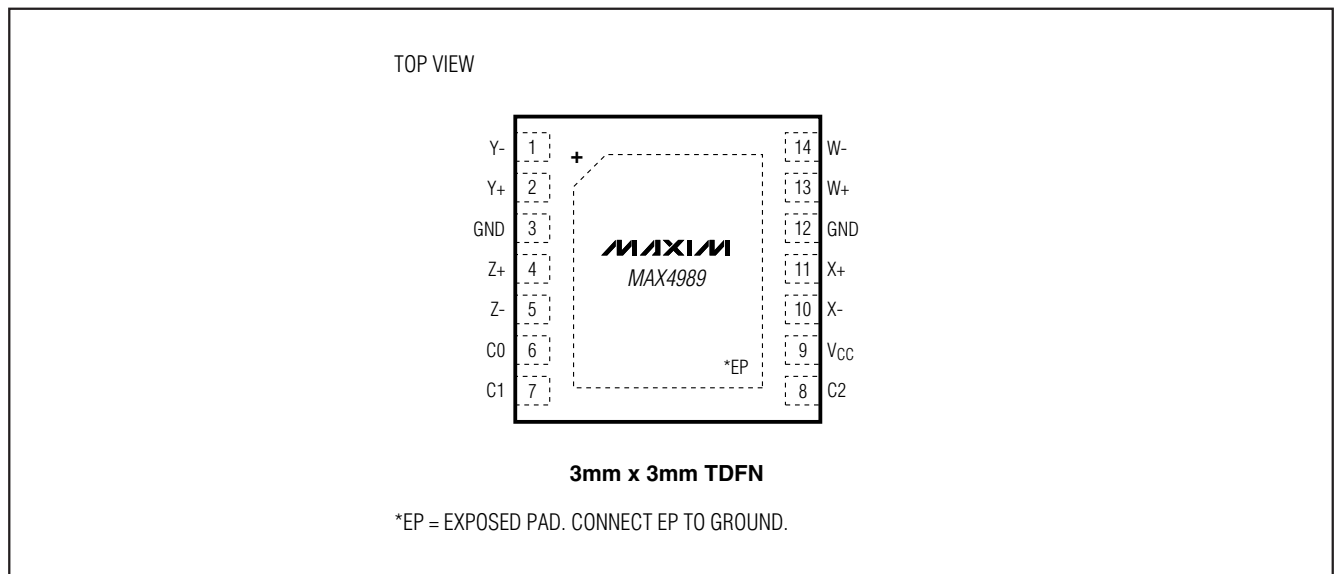 TOP VIEW
Y- 1 + 14 W-
Y+ 2 13 W+
GND 3 12 GND
MAXIM
Z+ 4 11 X+
MAX4989
Z- 5 10 X-
C0 6 9 VCC
*EP
C1 7 8 C2
3mm x 3mm TDFN
*EP = EXPOSED PAD. CONNECT EP TO GROUND.